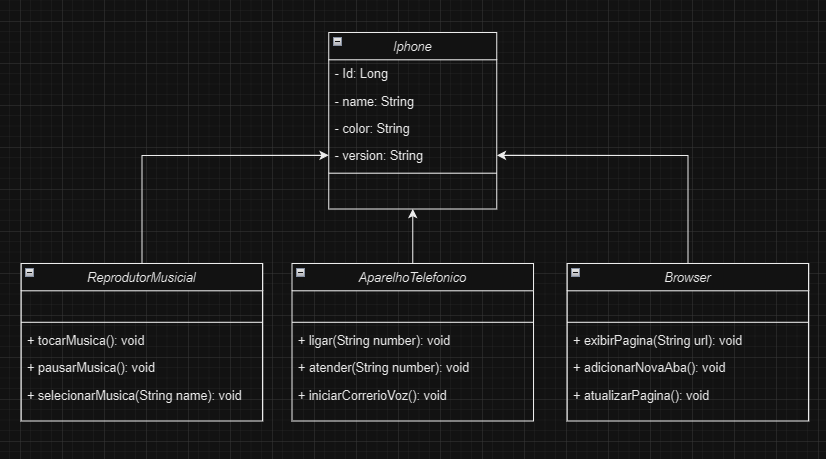 Iphone
- Id: Long
- name: String
- color: String
- version: String
ReprodutorMusicial
+ tocarMusica(): void
+ pausarMusica(): void
+ selecionarMusica(String name): void
AparelhoTelefonico
+ ligar(String number): void
+ atender(String number): void
+ iniciarCorrerioVoz(): void
Browser
+ exibirPagina(String url): void
+ adicionarNovaAba(): void
+ atualizarPagina(): void